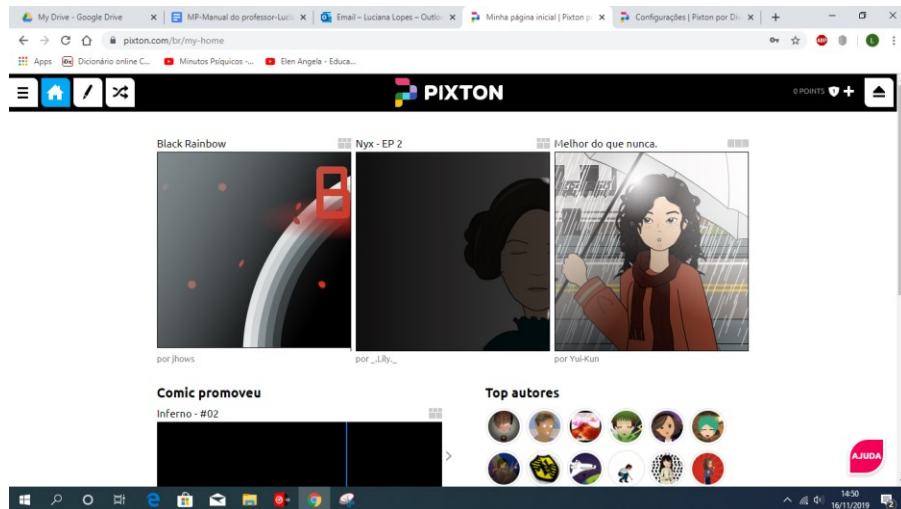 My Drive - Google Drive
MP-Manual do professor-Luci
Email – Luciana Lopes – Outlo
Minha página inicial | Pixton p
Configurações | Pixton por Di
pixton.com/br/my-home
Apps
Dicionário online C...
Minutos Psíquicos -...
Elen Angela - Educa...
PIXTON
0 POINTS
Black Rainbow
Nyx - EP 2
Melhor do que nunca.
B
por jhows
por _.Lily._
por Yui-Kun
Comic promoveu
Top autores
Inferno - #02
AJUDA
14:50
16/11/2019